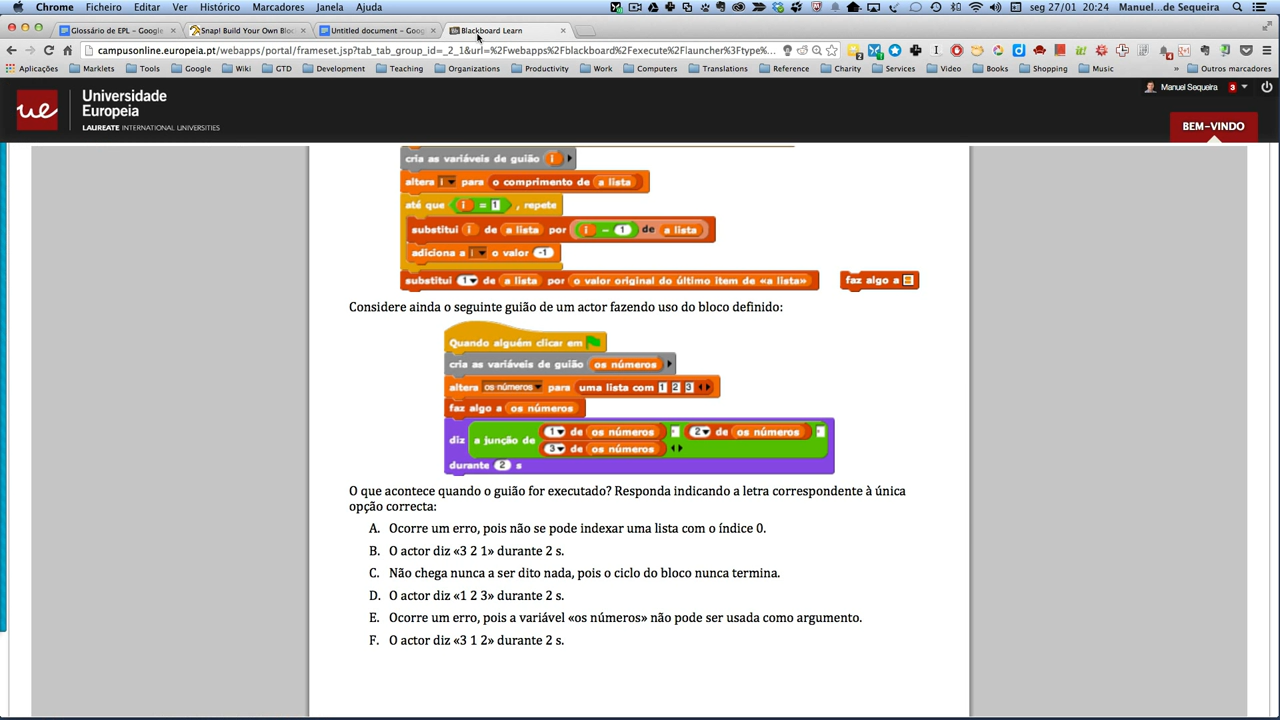 Chrome Ficheiro Editar Ver Histórico Marcadores Janela Ajuda seg 27/01 20:24 Manuel...de Sequeira
Glossário de EPL – Google Snap! Build Your Own Bloc Untitled document – Goog Blackboard Learn
campusonline.europeia.pt/webapps/portal/frameset.jsp?tab_tab_group_id=_2_1&url=%2Fwebapps%2Fblackboard%2Fexecute%2Flauncher%3Ftype%...
Aplicações Marklets Tools Google Wiki GTD Development Teaching Organizations Productivity Work Computers Translations Reference Charity Services Video Books Shopping Music » Outros marcadores
Universidade
Europeia
LAUREATE INTERNATIONAL UNIVERSITIES
Manuel Sequeira 3
BEM-VINDO
cria as variáveis de guião i
altera i para o comprimento de a lista
até que i = 1 , repete
substitui i de a lista por i - 1 de a lista
adiciona a i o valor -1
substitui 1 de a lista por o valor original do último item de «a lista»
faz algo a
Considere ainda o seguinte guião de um actor fazendo uso do bloco definido:
Quando alguém clicar em
cria as variáveis de guião os números
altera os números para uma lista com 1 2 3
faz algo a os números
diz a junção de 1 de os números 2 de os números
3 de os números
durante 2 s
O que acontece quando o guião for executado? Responda indicando a letra correspondente à única
opção correcta:
A. Ocorre um erro, pois não se pode indexar uma lista com o índice 0.
B. O actor diz «3 2 1» durante 2 s.
C. Não chega nunca a ser dito nada, pois o ciclo do bloco nunca termina.
D. O actor diz «1 2 3» durante 2 s.
E. Ocorre um erro, pois a variável «os números» não pode ser usada como argumento.
F. O actor diz «3 1 2» durante 2 s.